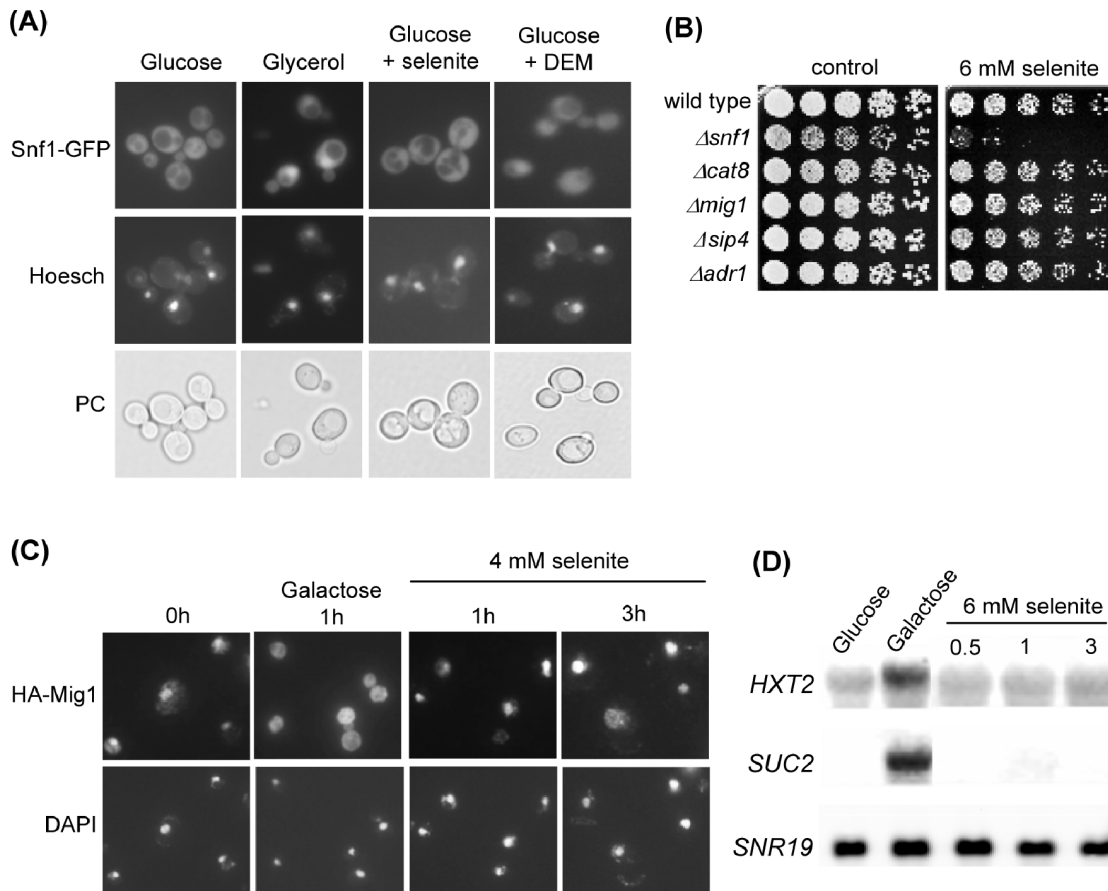 (A)
Glucose
Glycerol
Glucose
+ selenite
Glucose
+ DEM
Snf1-GFP
Hoesch
PC
(B)
control
6 mM selenite
wild type
Δsnf1
Δcat8
Δmig1
Δsip4
Δadr1
(C)
4 mM selenite
Galactose
0h
1h
1h
3h
HA-Mig1
DAPI
(D)
Glucose
Galactose
6 mM selenite
0.5
1
3
HXT2
SUC2
SNR19